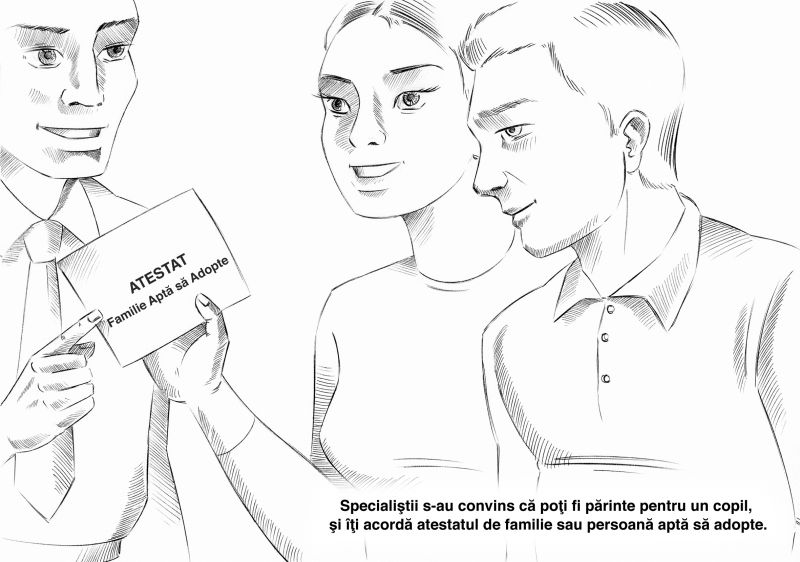 ATESTAT
Familie Aptă să Adopte
Specialiştii s-au convins că poţi fi părinte pentru un copil,
şi îţi acordă atestatul de familie sau persoană aptă să adopte.